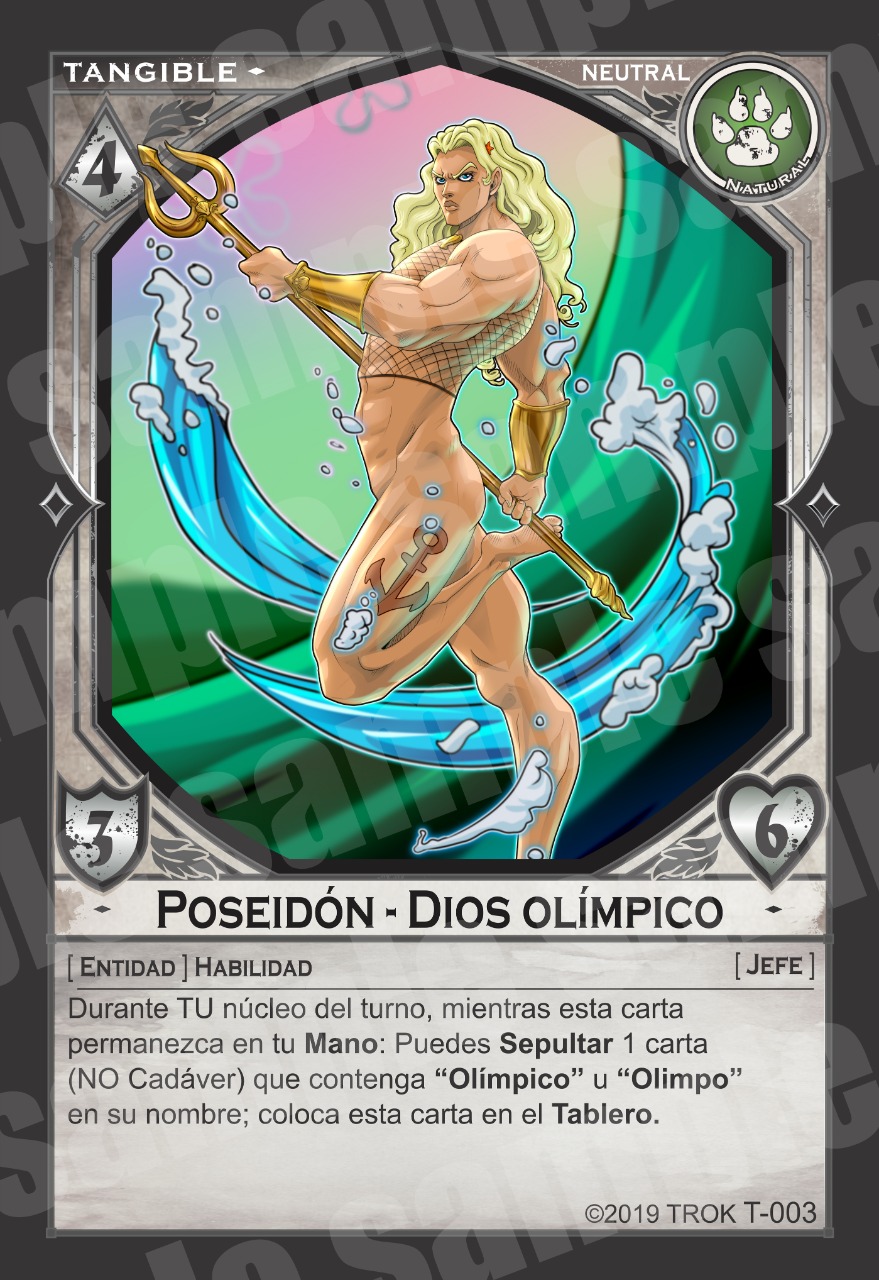 TANGIBLE
NEUTRAL
4
NATURAL
3
6
POSEIDÓN - DIOS OLÍMPICO
[ ENTIDAD ] HABILIDAD
[ JEFE ]
Durante TU núcleo del turno, mientras esta carta
permanezca en tu Mano: Puedes Sepultar 1 carta
(NO Cadáver) que contenga “Olímpico” u “Olimpo”
en su nombre; coloca esta carta en el Tablero.
©2019 TROK T-003
sample